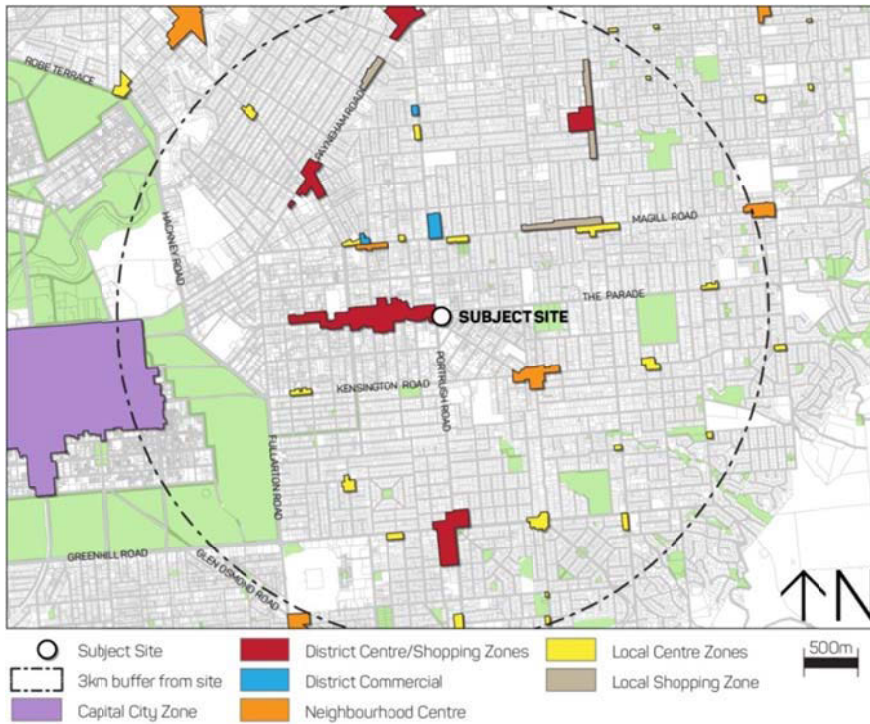 ROBE TERRACE
PAYNEHAM ROAD
HACKNEY ROAD
MAGILL ROAD
THE PARADE
SUBJECT SITE
PORTRUSH ROAD
KENSINGTON ROAD
FULLARTON ROAD
GREENHILL ROAD
GLEN OSMOND ROAD
N
Subject Site
District Centre/Shopping Zones
Local Centre Zones
500m
3km buffer from site
District Commercial
Local Shopping Zone
Capital City Zone
Neighbourhood Centre